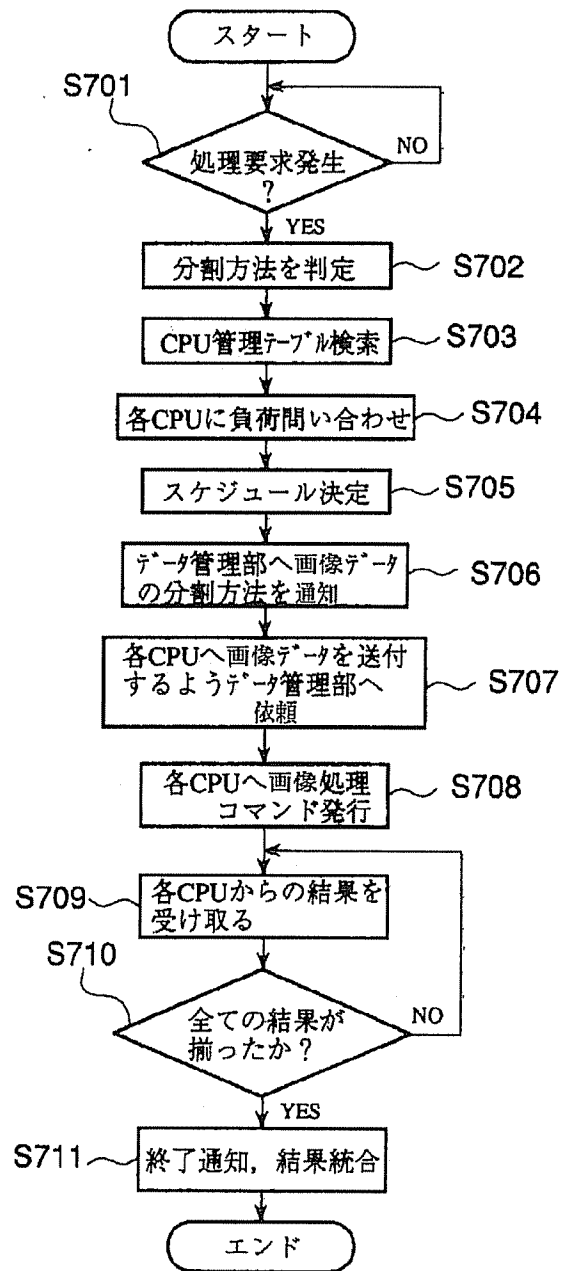 スタート
S701
処理要求発生
?
NO
YES
分割方法を判定
S702
CPU管理テーブル検索
S703
各CPUに負荷問い合わせ
S704
スケジュール決定
S705
データ管理部へ画像データ
の分割方法を通知
S706
各CPUへ画像データを送付
するようデータ管理部へ
依頼
S707
各CPUへ画像処理
コマンド発行
S708
S709
各CPUからの結果を
受け取る
S710
全ての結果が
揃ったか?
NO
YES
S711
終了通知,結果統合
エンド